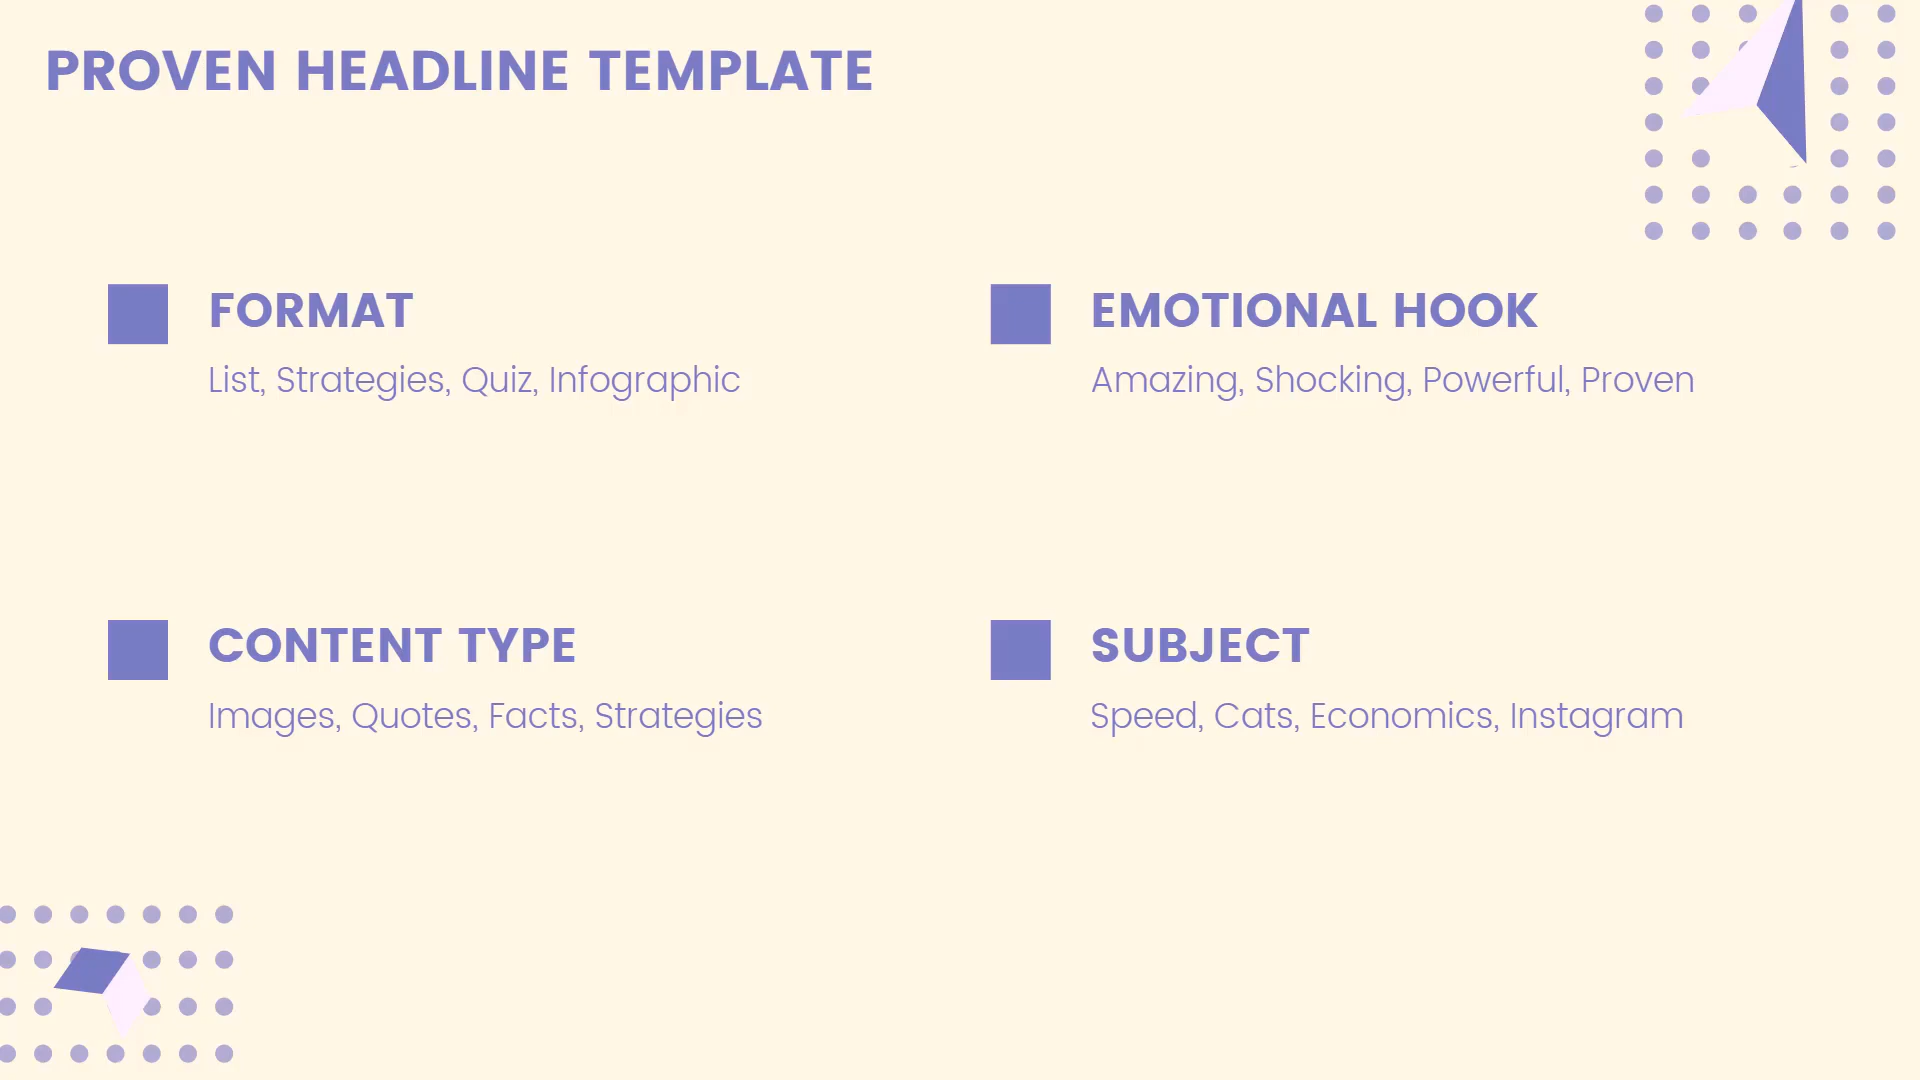 PROVEN HEADLINE TEMPLATE
FORMAT
List, Strategies, Quiz, Infographic
EMOTIONAL HOOK
Amazing, Shocking, Powerful, Proven
CONTENT TYPE
Images, Quotes, Facts, Strategies
SUBJECT
Speed, Cats, Economics, Instagram